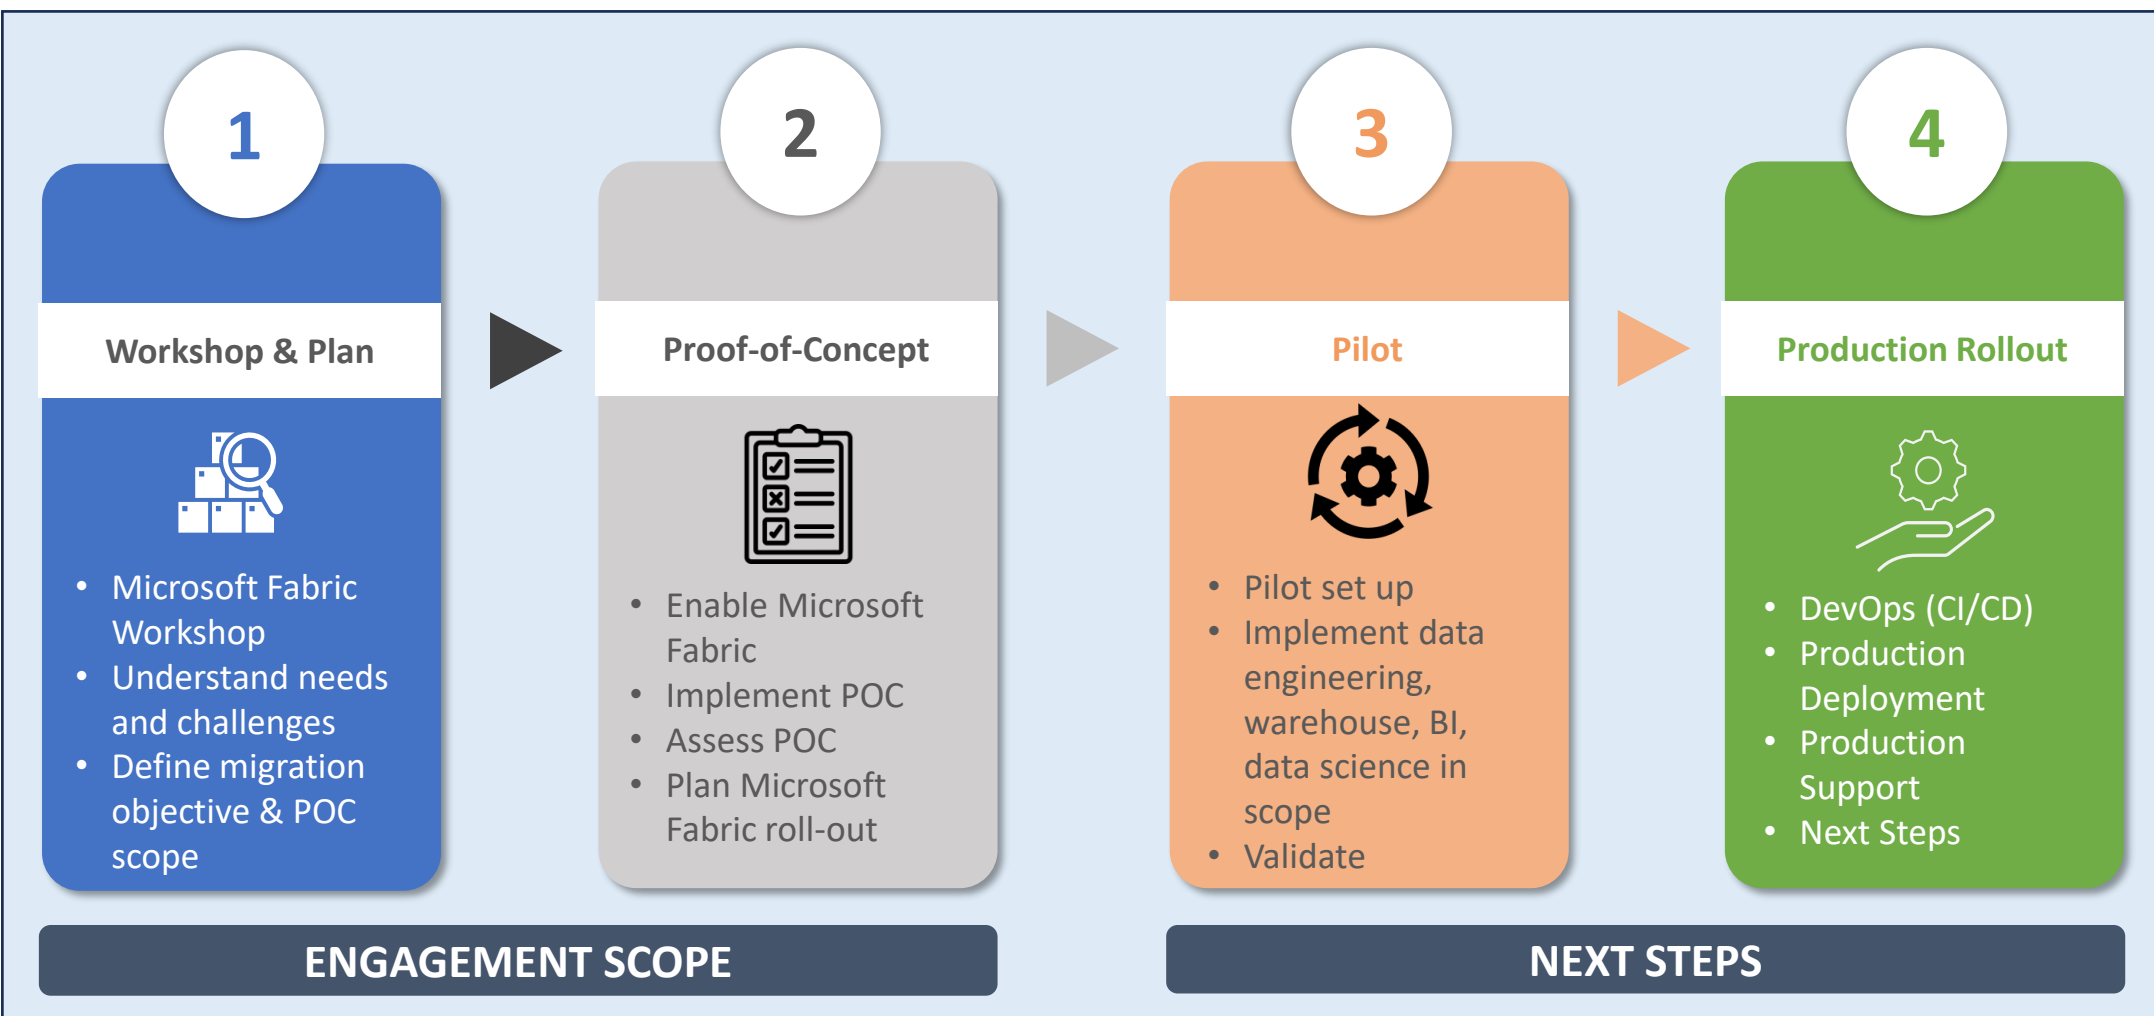 1
Workshop & Plan
• Microsoft Fabric
Workshop
• Understand needs
and challenges
• Define migration
objective & POC
scope
2
Proof-of-Concept
• Enable Microsoft
Fabric
• Implement POC
• Assess POC
• Plan Microsoft
Fabric roll-out
ENGAGEMENT SCOPE
3
Pilot
• Pilot set up
• Implement data
engineering,
warehouse, BI,
data science in
scope
• Validate
4
Production Rollout
• DevOps (CI/CD)
• Production
Deployment
• Production
Support
• Next Steps
NEXT STEPS